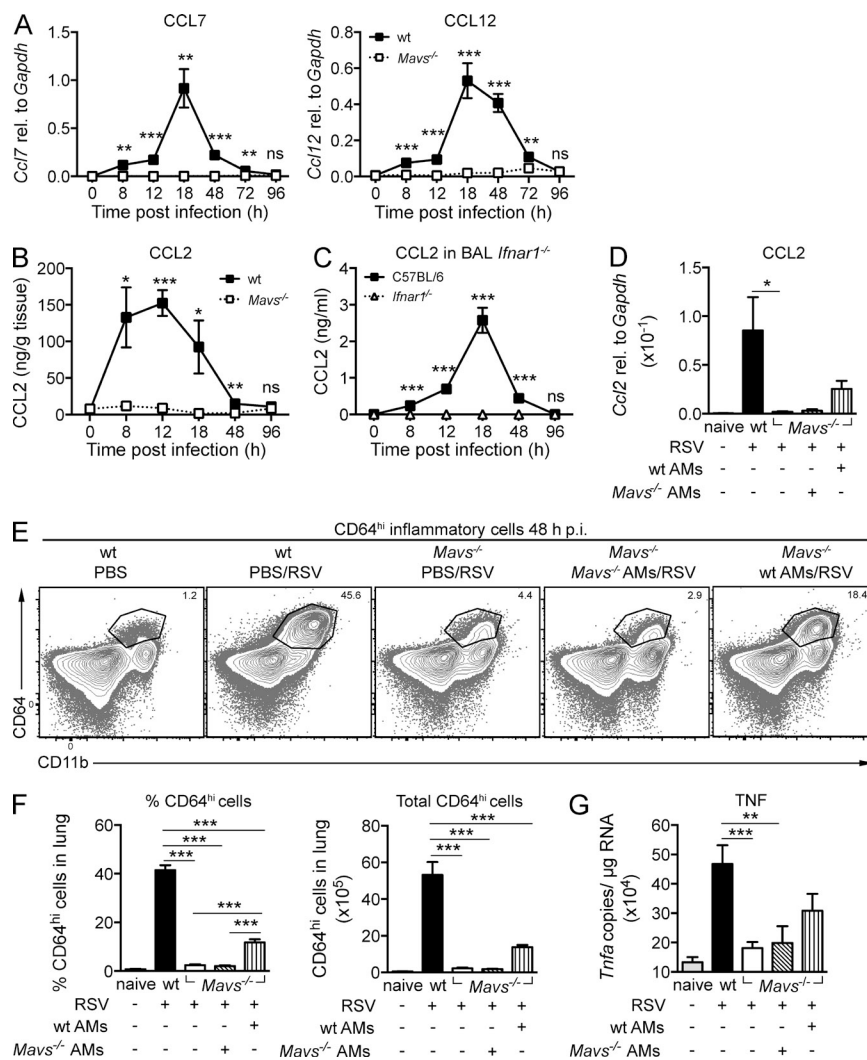 A
CCL7
Ccl7 rel. to Gapdh
1.5
1.0
0.5
0.0
wt
Mavs-/-
** *** ** *** ** ns
0 8 12 18 48 72 96
Time post infection (h)
CCL12
Ccl12 rel. to Gapdh
0.8
0.6
0.4
0.2
0.0
*** *** *** *** ** ns
0 8 12 18 48 72 96
Time post infection (h)
B
CCL2
CCL2 (ng/g tissue)
200
150
100
50
0
wt
Mavs-/-
* *** * ** ns
0 8 12 18 48 96
Time post infection (h)
C
CCL2 in BAL Ifnar1-/-
CCL2 (ng/ml)
4
3
2
1
0
C57BL/6
Ifnar1/-
*** *** *** *** ns
0 8 12 18 48 96
Time post infection (h)
D
CCL2
Ccl2 rel. to Gapdh
(x10-1)
1.5
1.0
0.5
0.0
*
naive wt Mavs-/-
RSV - + + + +
wt AMs - - - - +
Mavs-/- AMs - - - + -
E
CD64hi inflammatory cells 48 h p.i.
wt
PBS
wt
PBS/RSV
Mavs-/-
PBS/RSV
Mavs-/-
Mavs-/- AMs/RSV
Mavs-/-
wt AMs/RSV
1.2
45.6
4.4
2.9
18.4
CD64
0
0
CD11b
F
% CD64hi cells
% CD64hi cells in lung
60
40
20
0
***
***
***
***
***
naive wt Mavs-/-
RSV - + + + +
wt AMs - - - - +
Mavs-/- AMs - - - + -
Total CD64hi cells
CD64hi cells in lung
(x105)
80
60
40
20
0
***
***
***
naive wt Mavs-/-
RSV - + + + +
wt AMs - - - - +
Mavs-/- AMs - - - + -
G
TNF
Tnfa copies/ µg RNA
(x104)
60
50
40
30
20
10
**
***
naive wt Mavs-/-
RSV - + + + +
wt AMs - - - - +
Mavs-/- AMs - - - + -